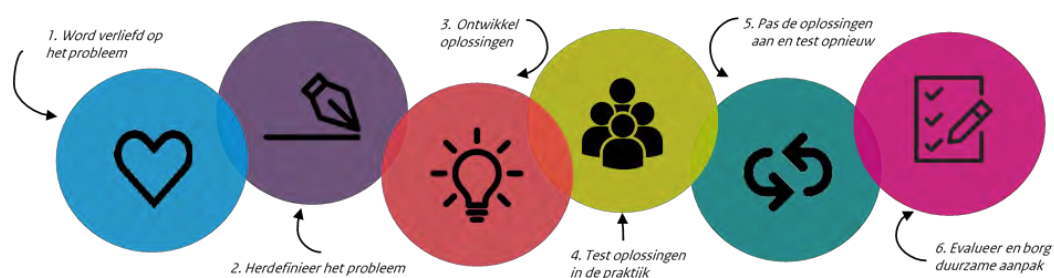 1. Word verliefd op
het probleem
2. Herdefinieer het probleem
3. Ontwikkel
oplossingen
4. Test oplossingen
in de praktijk
5. Pas de oplossingen
aan en test opnieuw
6. Evalueer en borg
duurzame aanpak